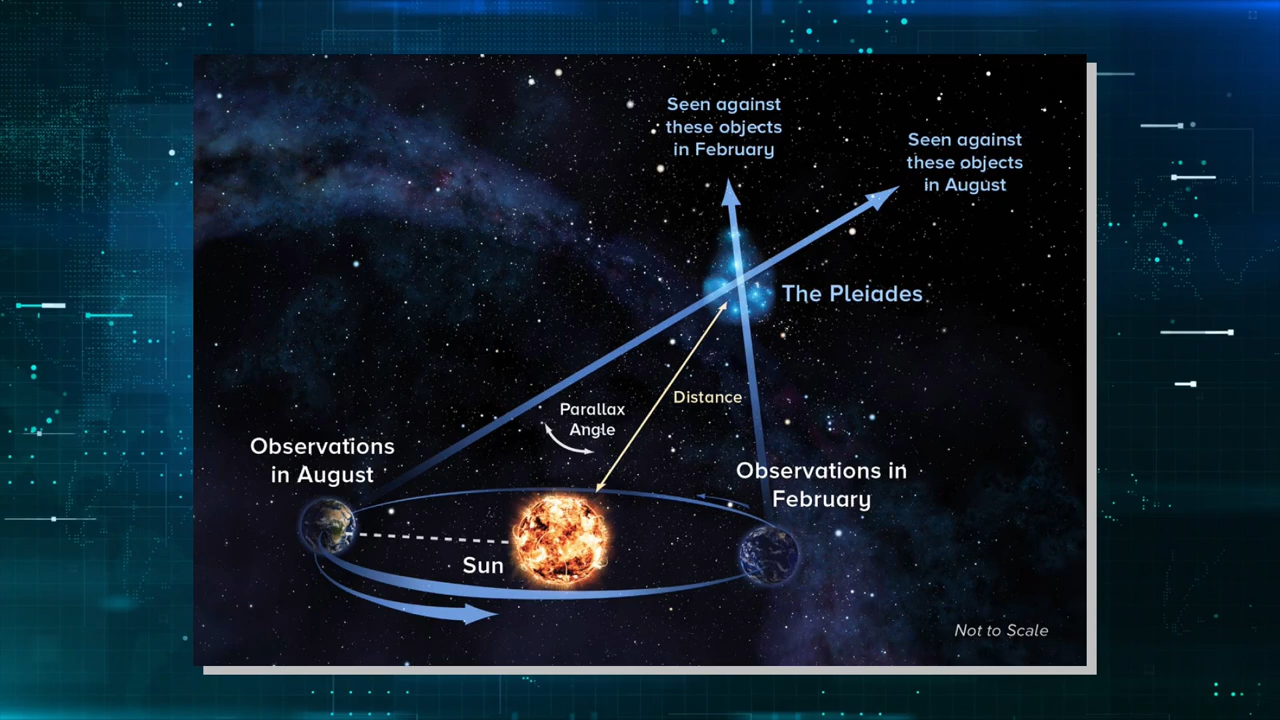 Seen against
these objects
in February
Seen against
these objects
in August
The Pleiades
Distance
Parallax
Angle
Observations
in August
Observations in
February
Sun
Not to Scale